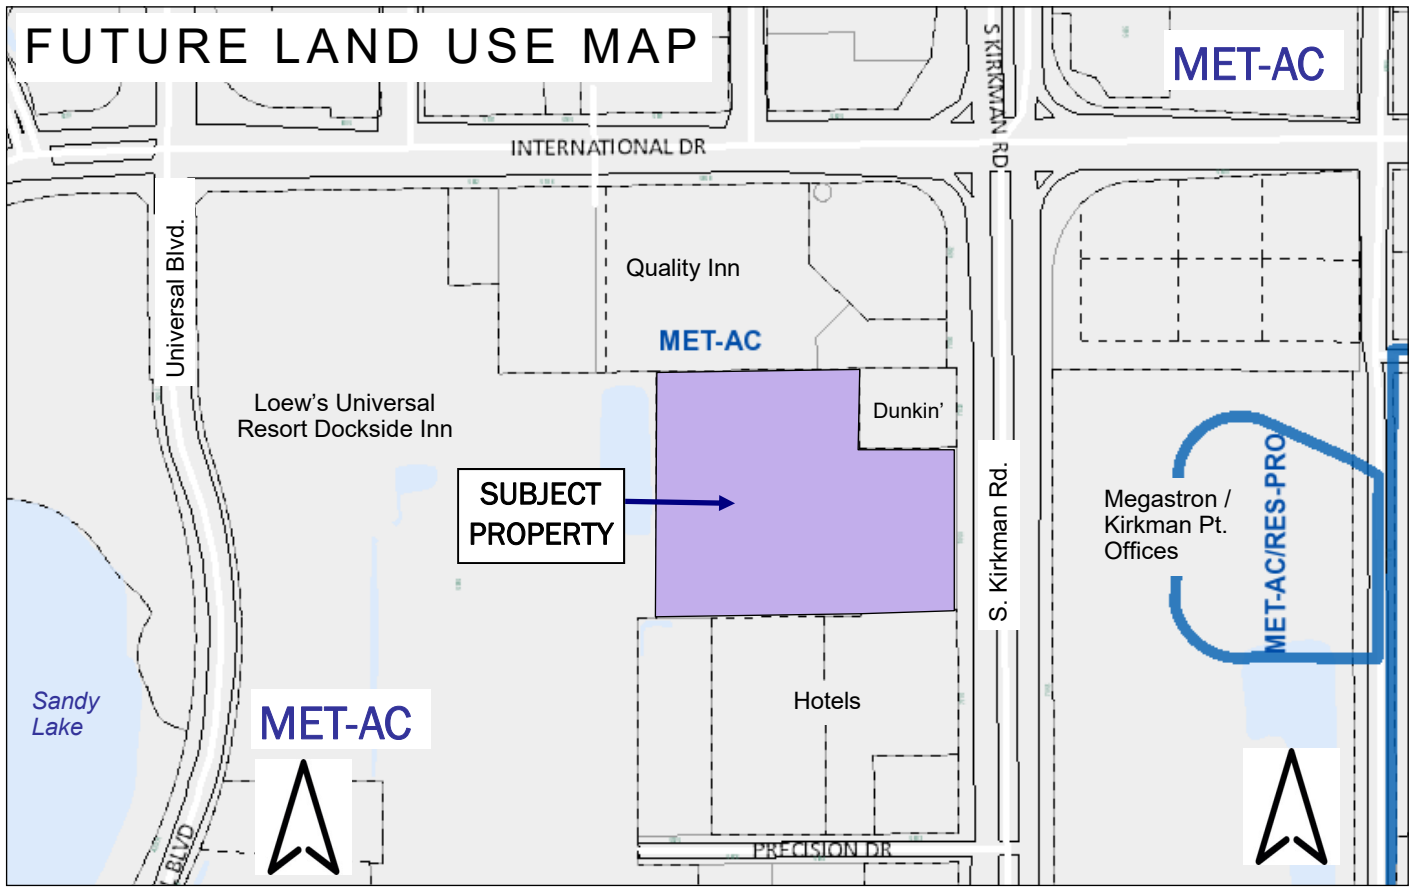 FUTURE LAND USE MAP
MET-AC
S KIRKMAN RD
INTERNATIONAL DR
Universal Blvd.
Quality Inn
MET-AC
Loew's Universal
Resort Dockside Inn
Dunkin'
SUBJECT
PROPERTY
S. Kirkman Rd.
Megastron /
Kirkman Pt.
Offices
MET-AC/RES-PRO
Sandy
Lake
MET-AC
Hotels
BLVD
PRECISION DR